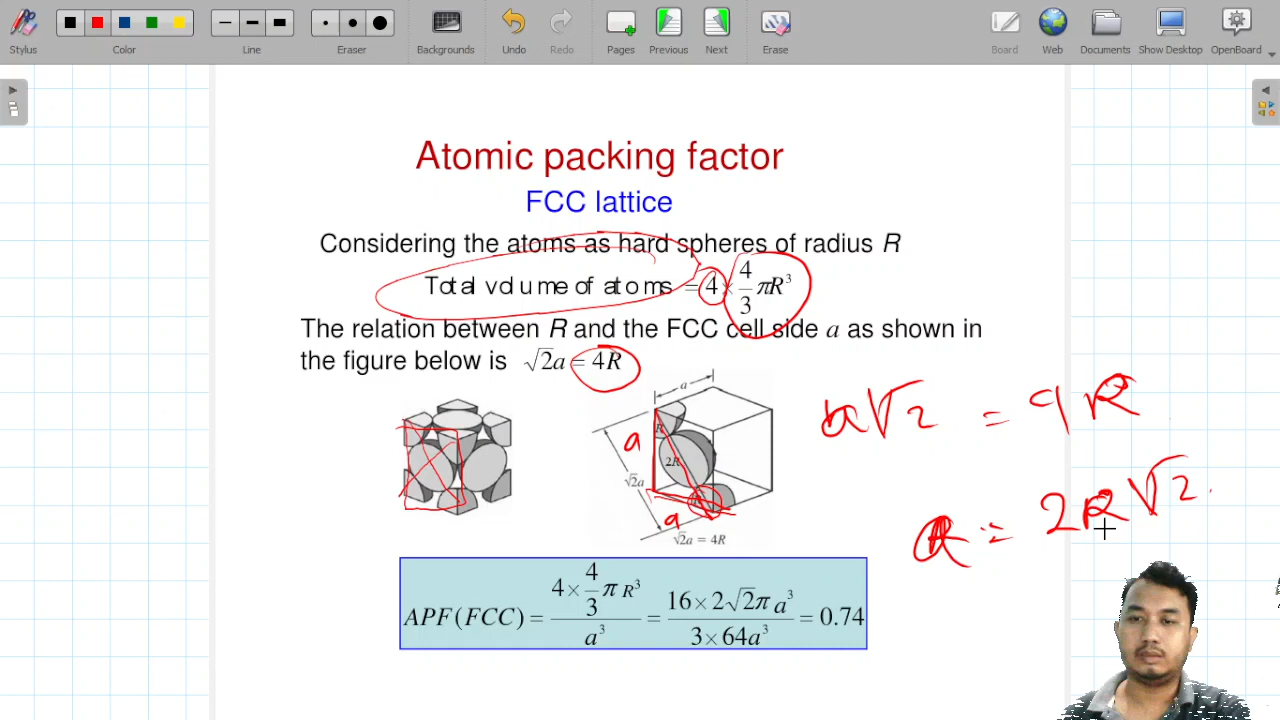 Stylus Color Line Eraser Backgrounds Undo Redo Pages Previous Next Erase Board Web Documents Show Desktop OpenBoard
Atomic packing factor
FCC lattice
Considering the atoms as hard spheres of radius R
Total volume of atoms = 4 × 4/3 πR³
The relation between R and the FCC cell side a as shown in
the figure below is √2a = 4R
a
R
a
2R
√2a
R
a
√2a = 4R
a√2 = 4R
a = 2R√2
APF (FCC) = (4 × 4/3 π R³)/a³ = (16 × 2√2π a³)/(3 × 64a³) = 0.74